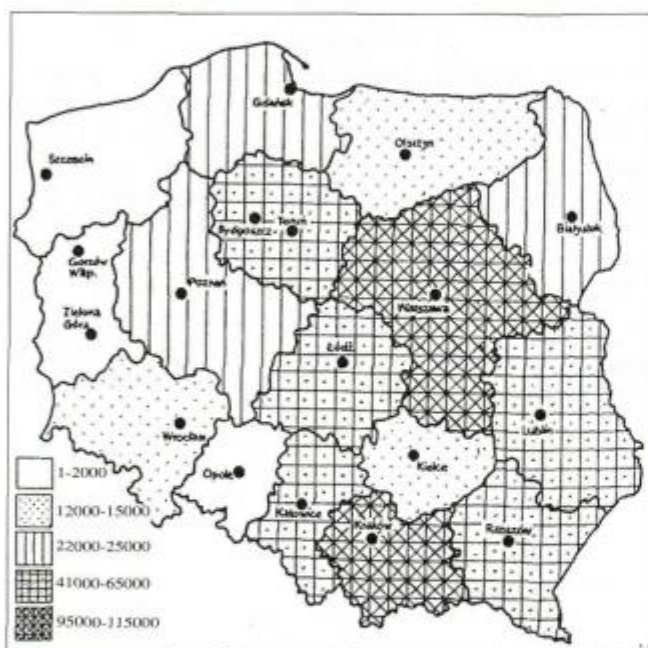 Gdańsk
Olsztyn
Szczecin
Toruń
Bydgoszcz
Białystok
Gorzów
Wlkp.
Poznań
Warszawa
Zielona
Góra
Łódź
Lublin
Wrocław
Kielce
Opole
Katowice
Kraków
Rzeszów
1-2000
12000-15000
22000-25000
41000-65000
95000-115000